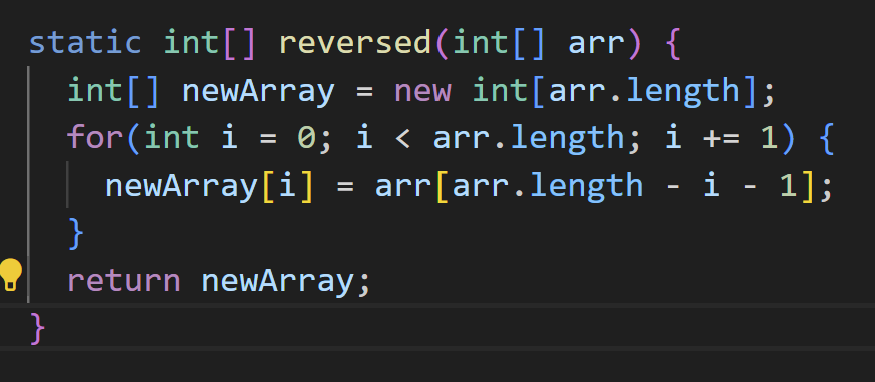 static int[] reversed(int[] arr) {
  int[] newArray = new int[arr.length];
  for(int i = 0; i < arr.length; i += 1) {
    newArray[i] = arr[arr.length - i - 1];
  }
  return newArray;
}